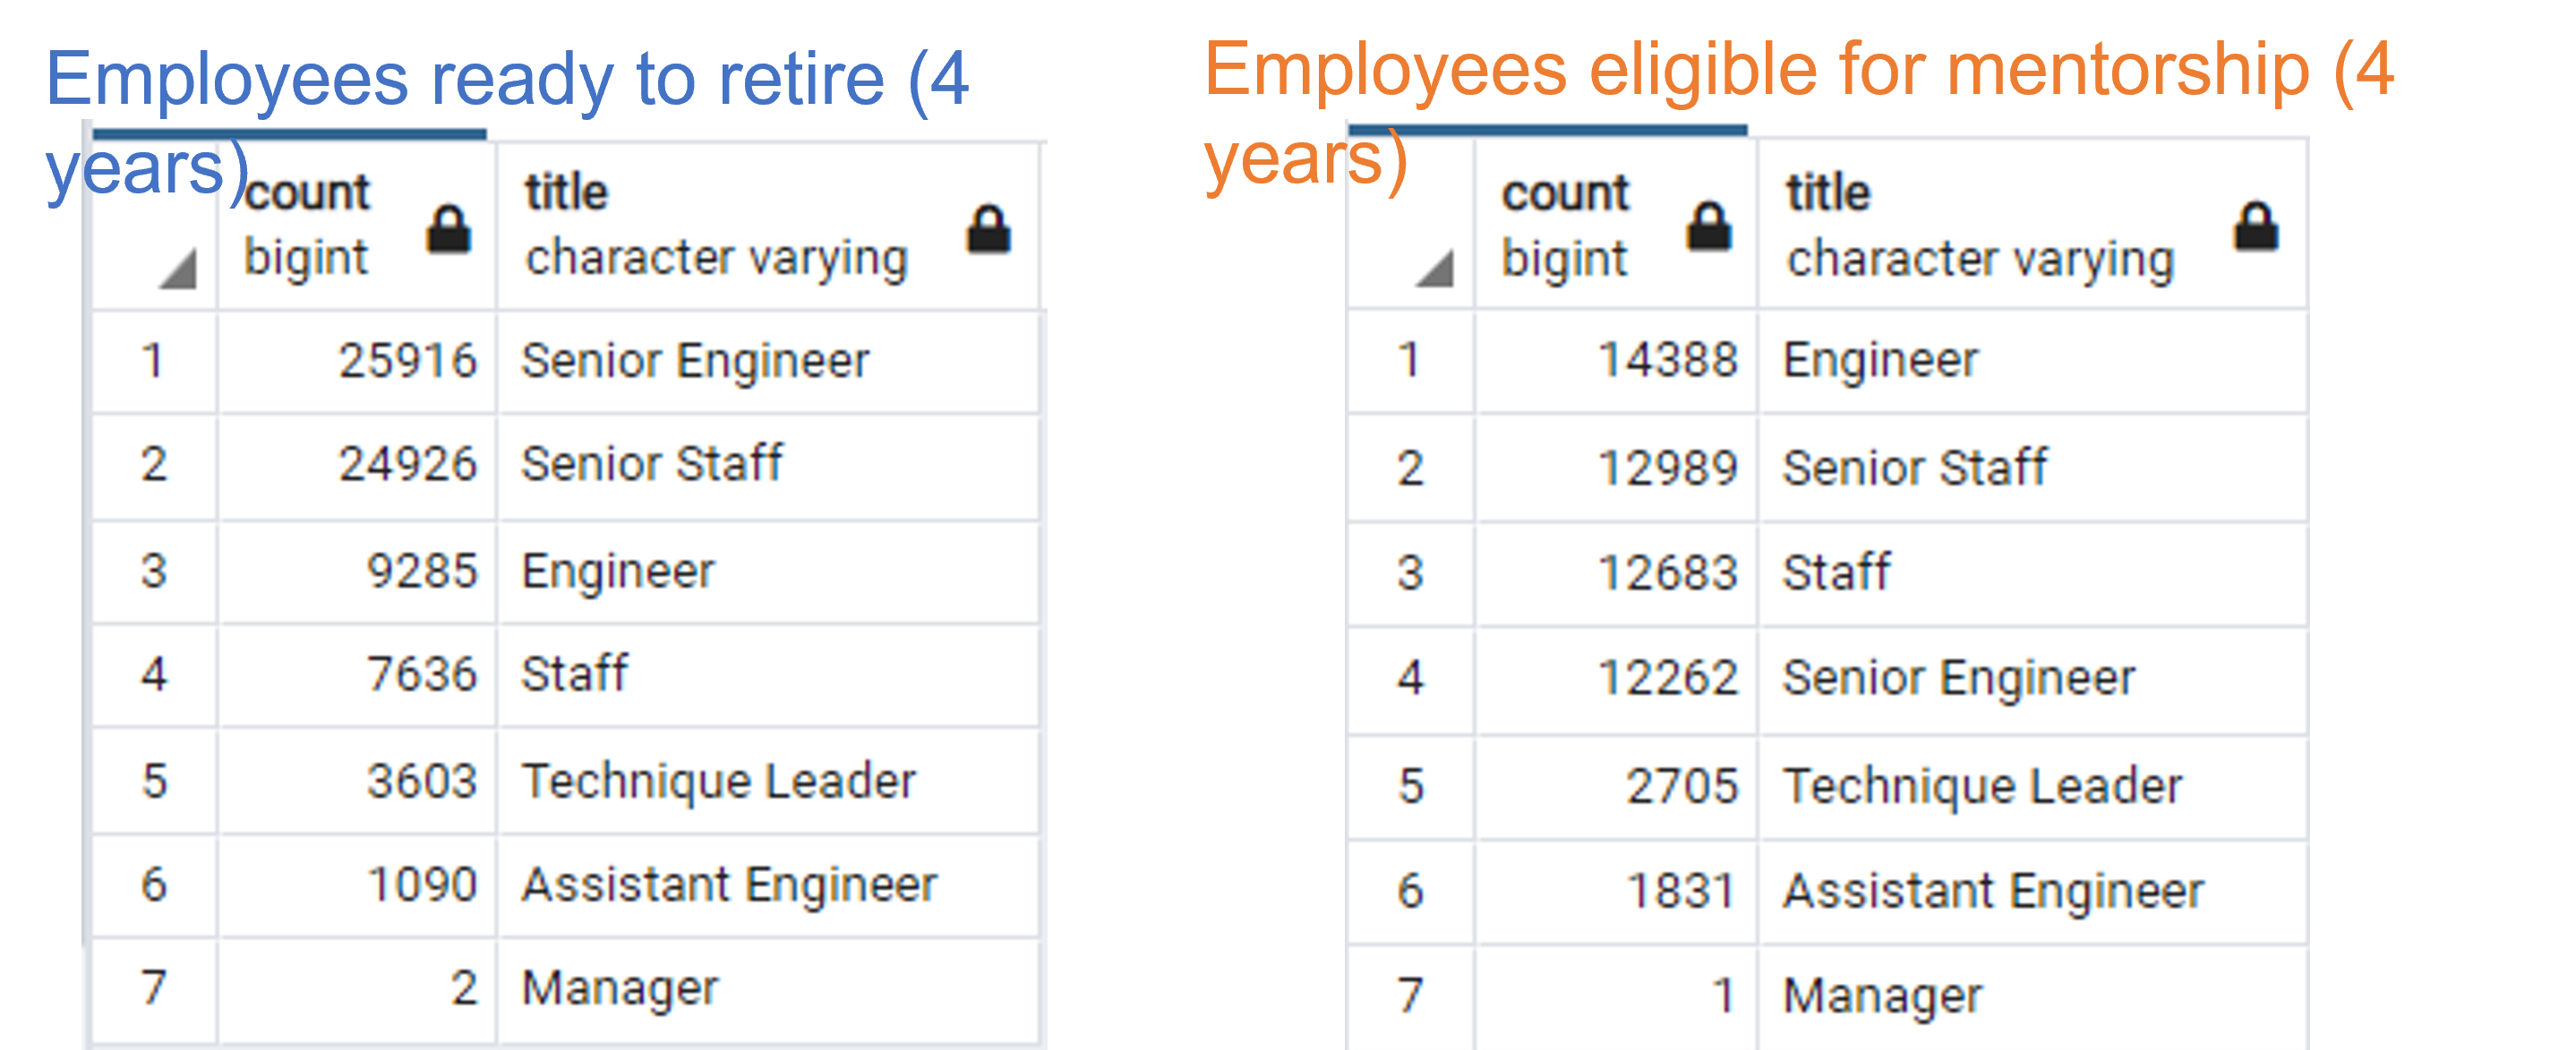 Employees ready to retire (4
years)
count title
bigint character varying
1 25916 Senior Engineer
2 24926 Senior Staff
3 9285 Engineer
4 7636 Staff
5 3603 Technique Leader
6 1090 Assistant Engineer
7 2 Manager
Employees eligible for mentorship (4
years)
count title
bigint character varying
1 14388 Engineer
2 12989 Senior Staff
3 12683 Staff
4 12262 Senior Engineer
5 2705 Technique Leader
6 1831 Assistant Engineer
7 1 Manager